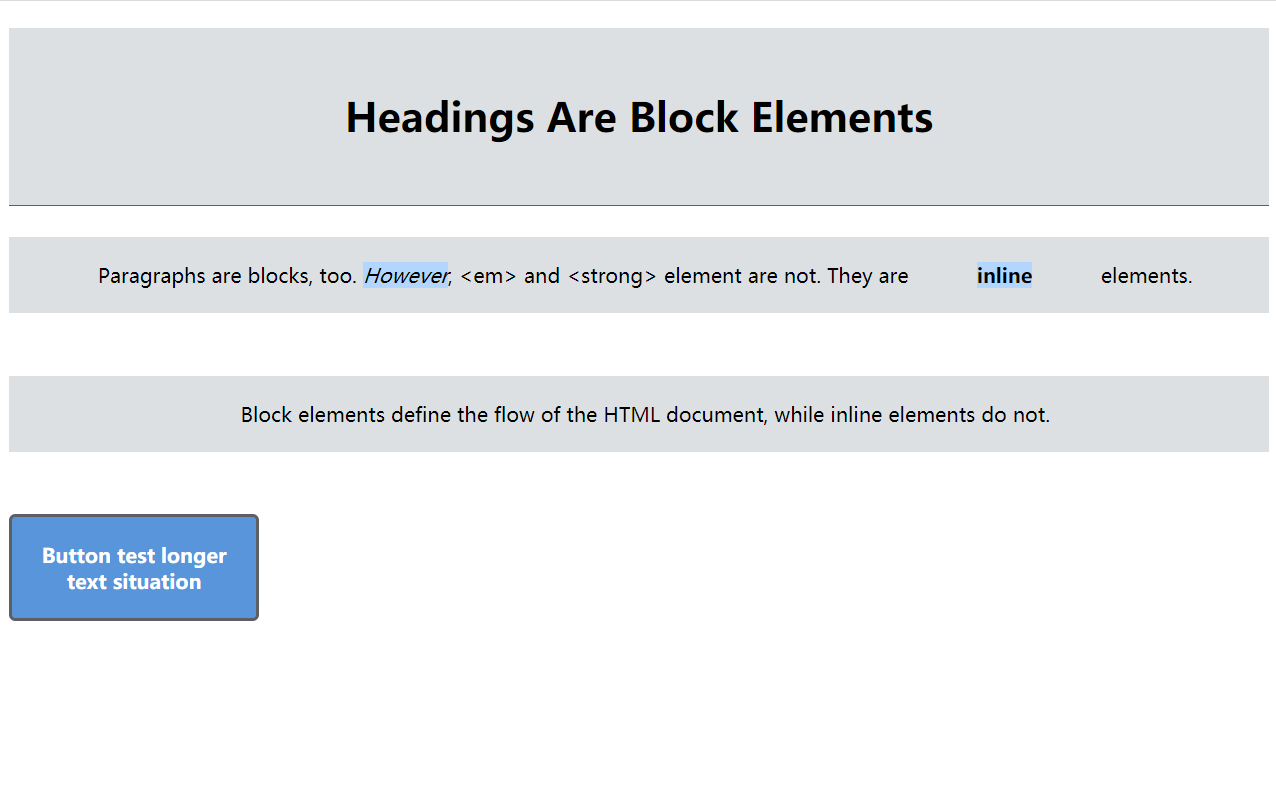 Headings Are Block Elements
Paragraphs are blocks, too. However, <em> and <strong> element are not. They are inline elements.
Block elements define the flow of the HTML document, while inline elements do not.
Button test longer
text situation